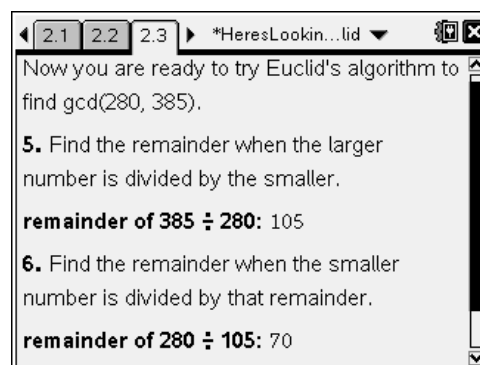 2.1 2.2 2.3 *HeresLookin...lid
Now you are ready to try Euclid's algorithm to
find gcd(280, 385).
5. Find the remainder when the larger
number is divided by the smaller.
remainder of 385 ÷ 280: 105
6. Find the remainder when the smaller
number is divided by that remainder.
remainder of 280 ÷ 105: 70